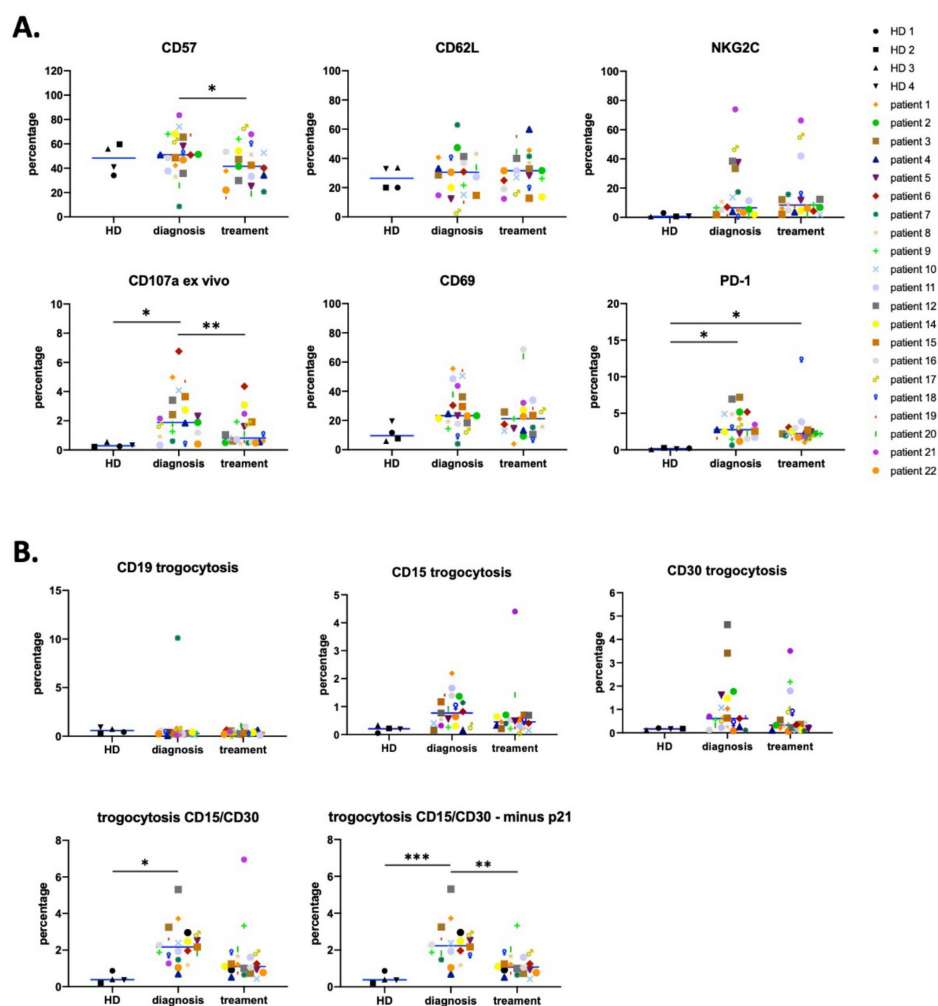 A.
CD57
CD62L
NKG2C
percentage
120
100
80
60
40
20
0
HD
diagnosis
treament
*
percentage
100
80
60
40
20
0
HD
diagnosis
treament
percentage
100
80
60
40
20
0
HD
diagnosis
treament
HD 1
HD 2
HD 3
HD 4
patient 1
patient 2
patient 3
patient 4
patient 5
patient 6
patient 7
patient 8
patient 9
patient 10
patient 11
patient 12
patient 14
patient 15
patient 16
patient 17
patient 18
patient 19
patient 20
patient 21
patient 22
CD107a ex vivo
CD69
PD-1
percentage
10
8
6
4
2
0
HD
diagnosis
treament
*
**
percentage
100
80
60
40
20
0
HD
diagnosis
treament
percentage
20
15
10
5
0
HD
diagnosis
treament
*
*
B.
CD19 trogocytosis
CD15 trogocytosis
CD30 trogocytosis
percentage
15
10
5
0
HD
diagnosis
treament
percentage
5
4
3
2
1
0
HD
diagnosis
treament
percentage
6
5
4
3
2
1
0
HD
diagnosis
treament
trogocytosis CD15/CD30
trogocytosis CD15/CD30 - minus p21
percentage
8
6
4
2
0
HD
diagnosis
treament
*
percentage
8
6
4
2
0
HD
diagnosis
treament
***
**